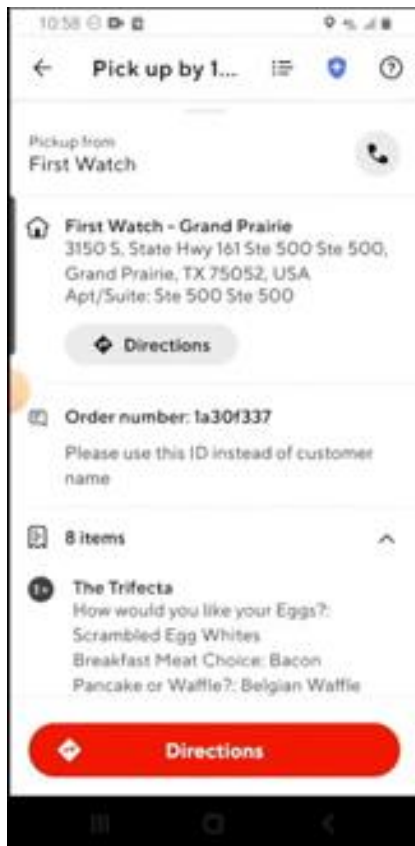 10:58
Pick up by 1...
Pickup from
First Watch
First Watch - Grand Prairie
3150 S, State Hwy 161 Ste 500 Ste 500,
Grand Prairie, TX 75052, USA
Apt/Suite: Ste 500 Ste 500
Directions
Order number: 1a30f337
Please use this ID instead of customer
name
8 items
1×
The Trifecta
How would you like your Eggs?:
Scrambled Egg Whites
Breakfast Meat Choice: Bacon
Pancake or Waffle?: Belgian Waffle
Directions